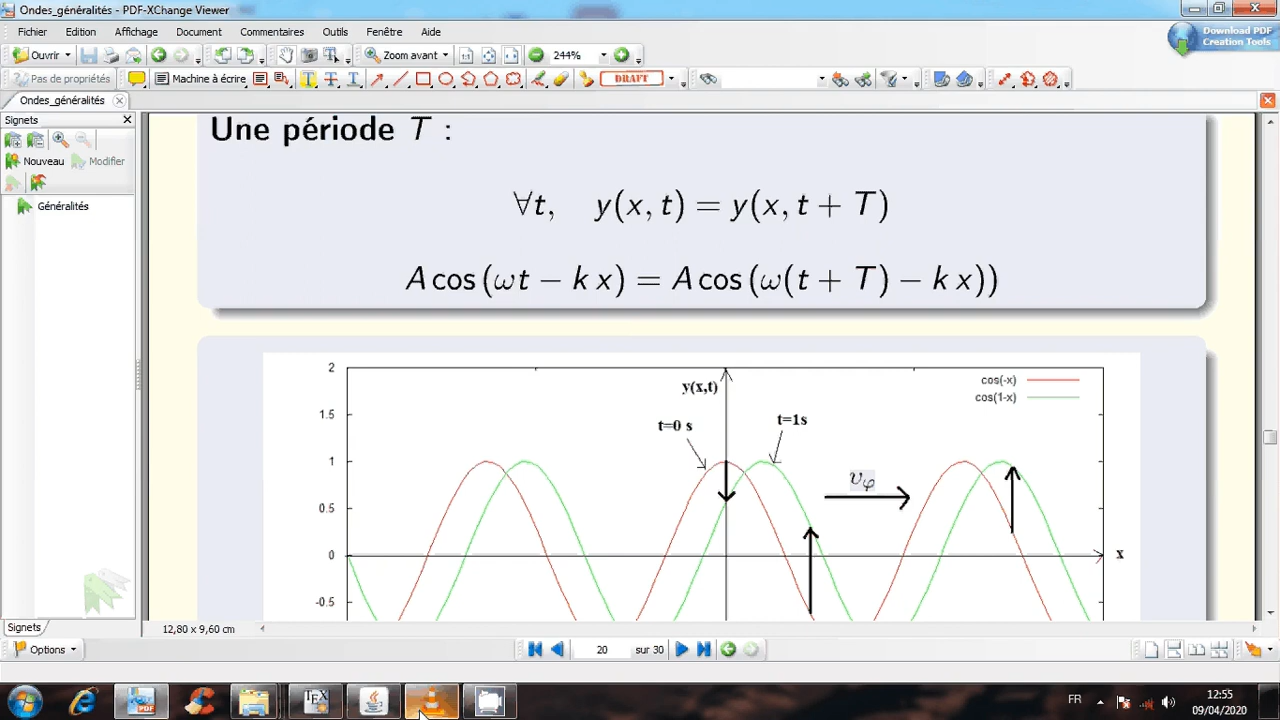 Ondes_généralités - PDF-XChange Viewer
Fichier Edition Affichage Document Commentaires Outils Fenêtre Aide
Download PDF
Creation Tools
Ouvrir Zoom avant 244%
Pas de propriétés Machine à écrire DRAFT
Ondes_généralités
Signets
Nouveau Modifier
Généralités
Une période T :
∀t, y(x, t) = y(x, t + T)
A cos (ωt − k x) = A cos (ω(t + T) − k x))
2
y(x,t)
cos(-x)
cos(1-x)
1.5
t=0 s
t=1s
1
υφ
0.5
0
x
-0.5
Signets
12,80 x 9,60 cm
Options
20 sur 30
FR
12:55
09/04/2020